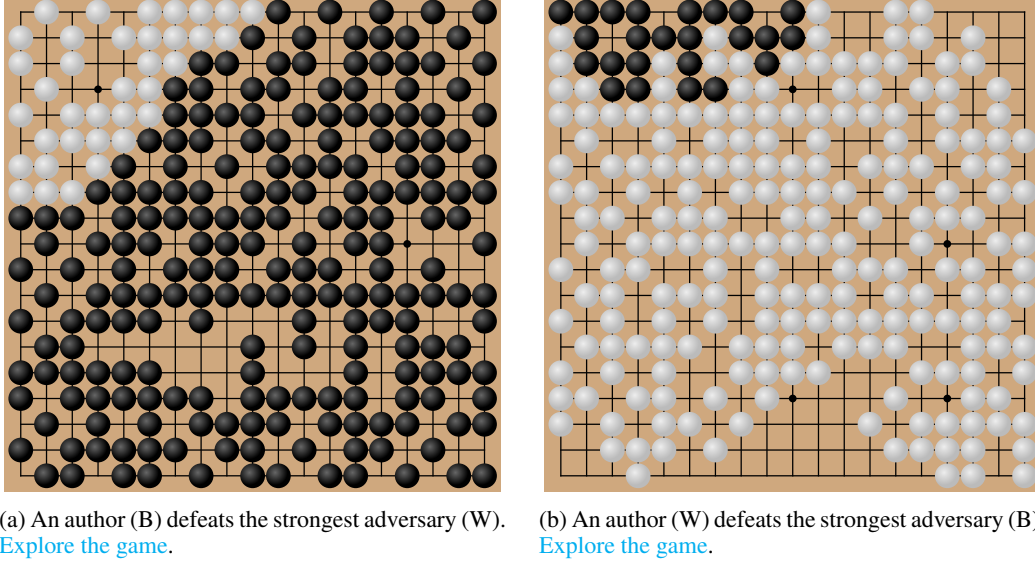 (a) An author (B) defeats the strongest adversary (W).
Explore the game.
(b) An author (W) defeats the strongest adversary (B)
Explore the game.